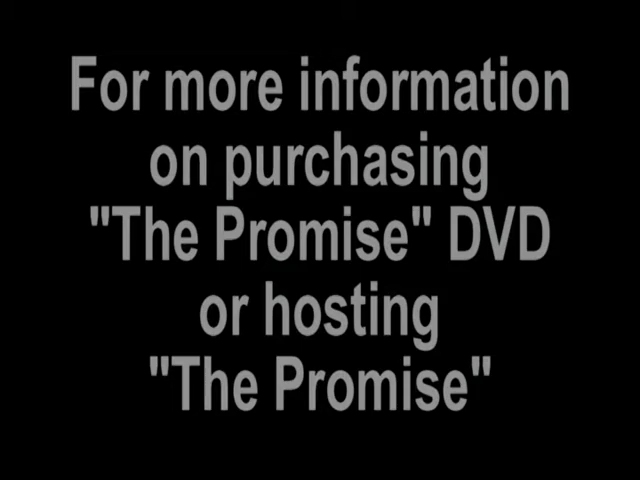 For more information
on purchasing
"The Promise" DVD
or hosting
"The Promise"